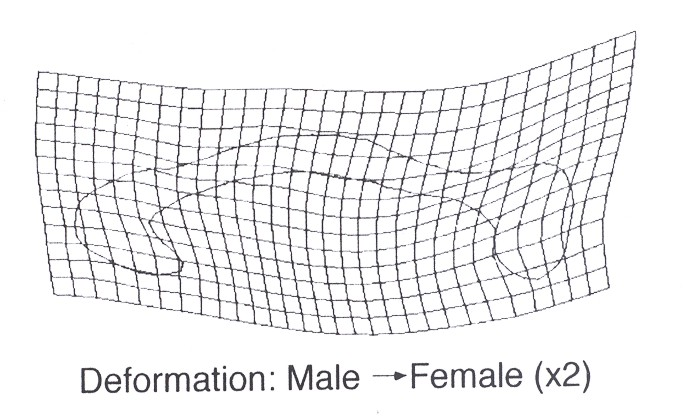 Deformation: Male → Female (x2)